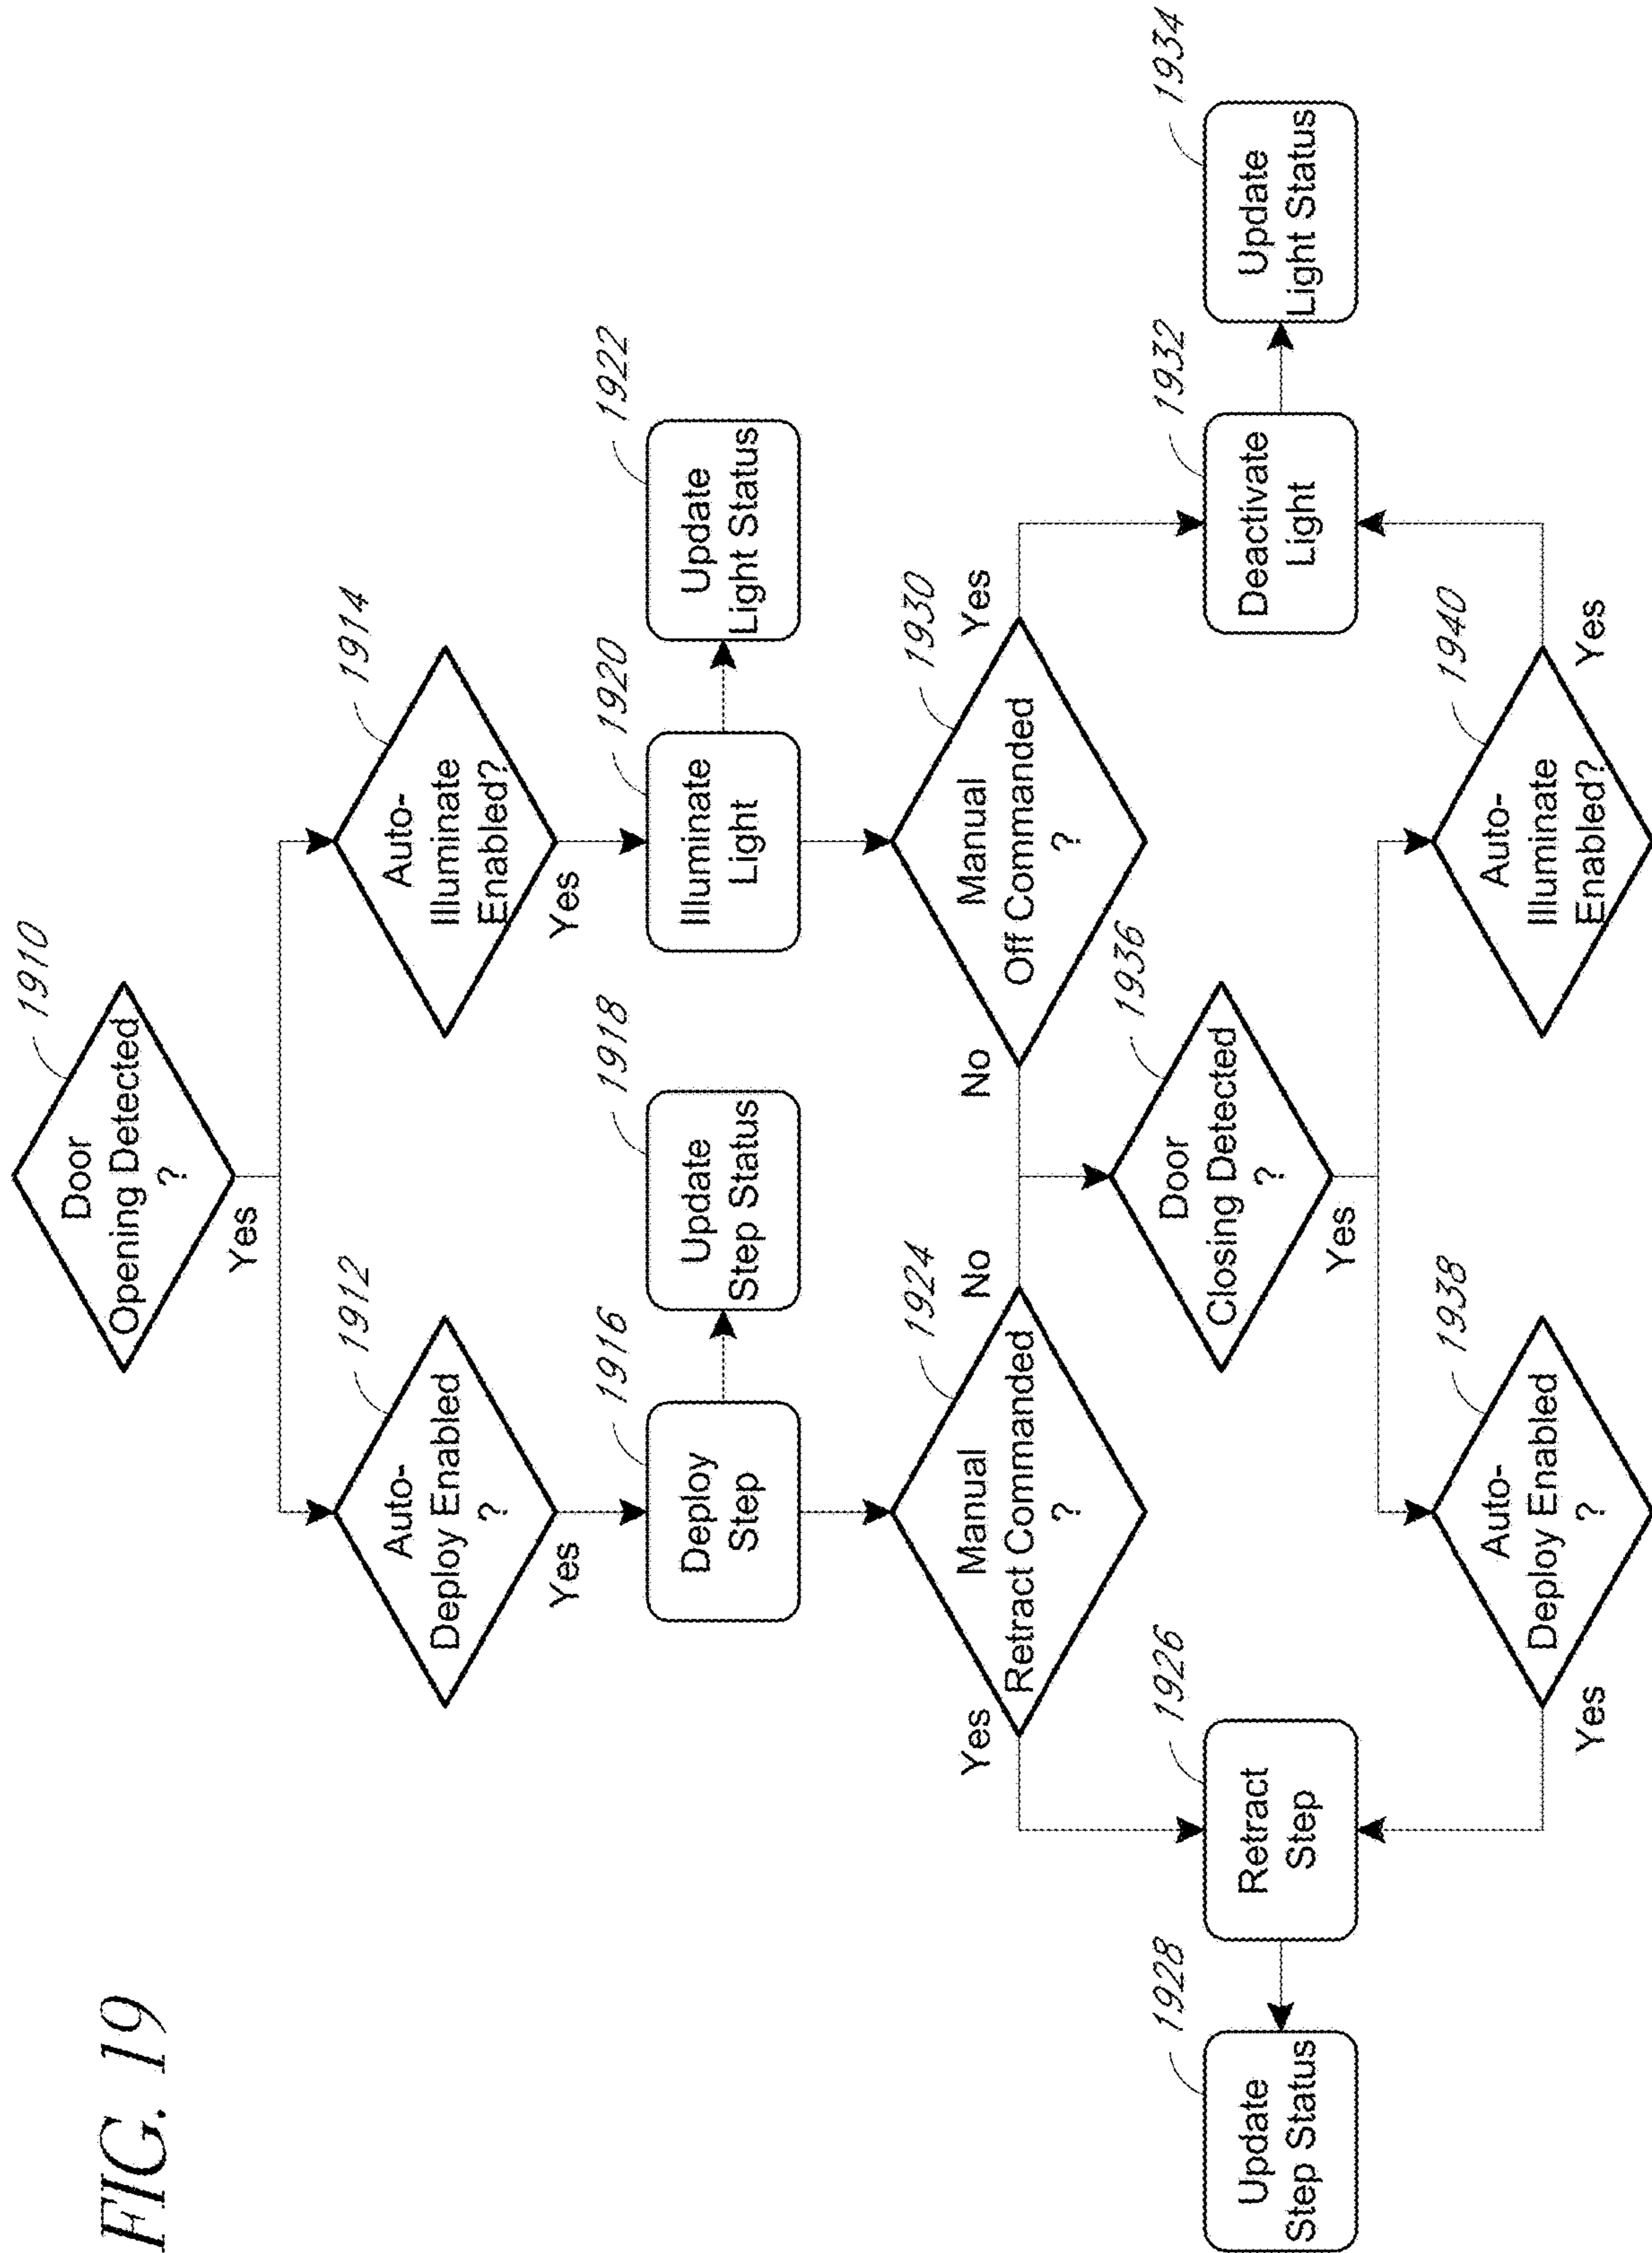 FIG. 19
1910
Door
Opening Detected
?
Yes
1912
Auto-
Deploy Enabled
?
Yes
1914
Auto-
Illuminate
Enabled?
Yes
1916
Deploy
Step
1918
Update
Step Status
1920
Illuminate
Light
1922
Update
Light Status
1924
Manual
Retract Commanded
?
Yes
No
1930
Manual
Off Commanded
?
No
Yes
1928
Update
Step Status
1926
Retract
Step
1936
Door
Closing Detected
?
Yes
1932
Deactivate
Light
1934
Update
Light Status
1938
Auto-
Deploy Enabled
?
Yes
1940
Auto-
Illuminate
Enabled?
Yes